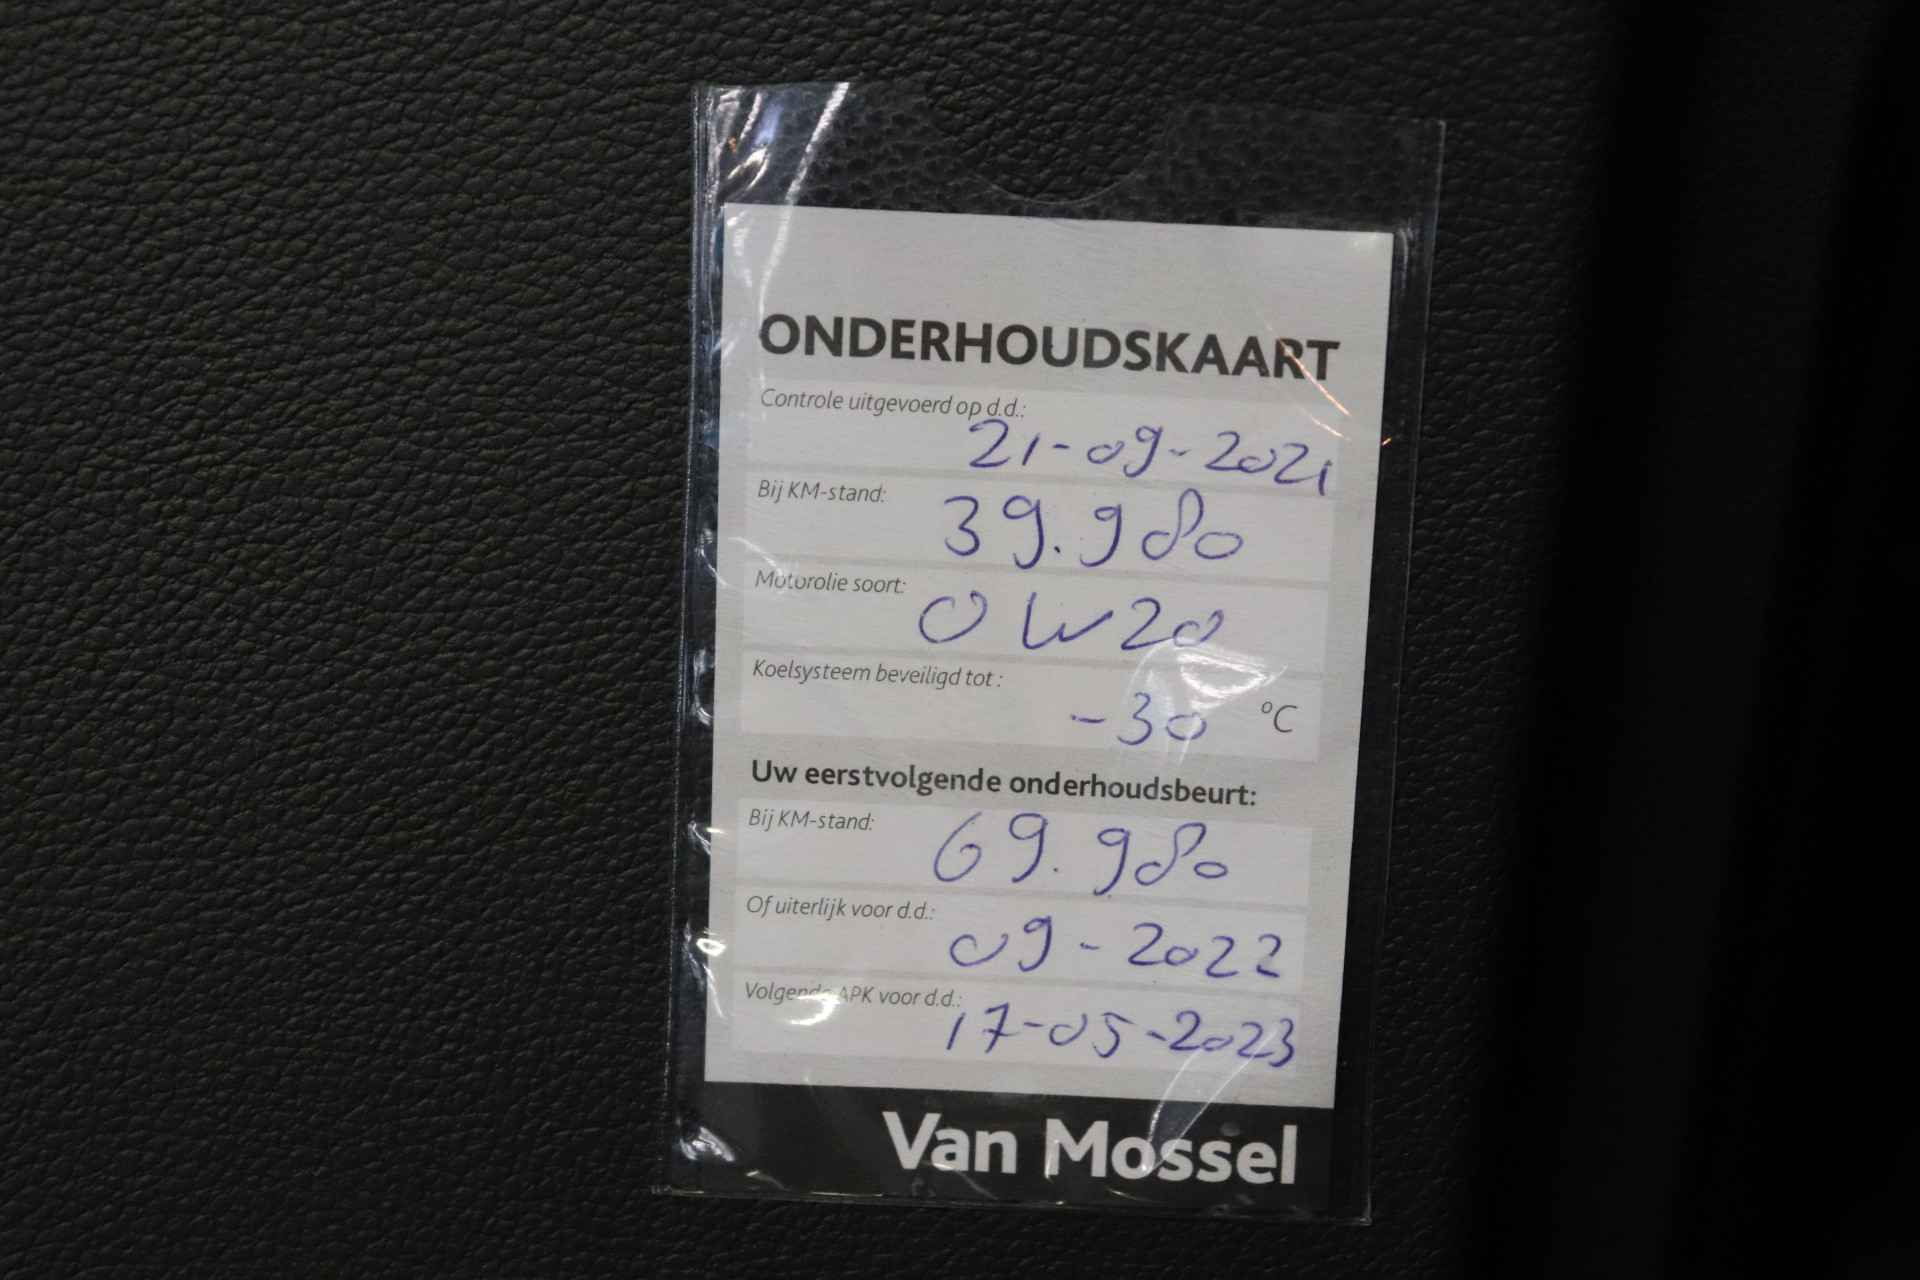 ONDERHOUDSKAART
Controle uitgevoerd op d.d.:
21-09-2021
Bij KM-stand:
39.980
Motorolie soort:
0W20
Koelsysteem beveiligd tot :
-30 °C
Uw eerstvolgende onderhoudsbeurt:
Bij KM-stand:
69.980
Of uiterlijk voor d.d.:
09-2022
Volgende APK voor d.d.:
17-05-2023
Van Mossel